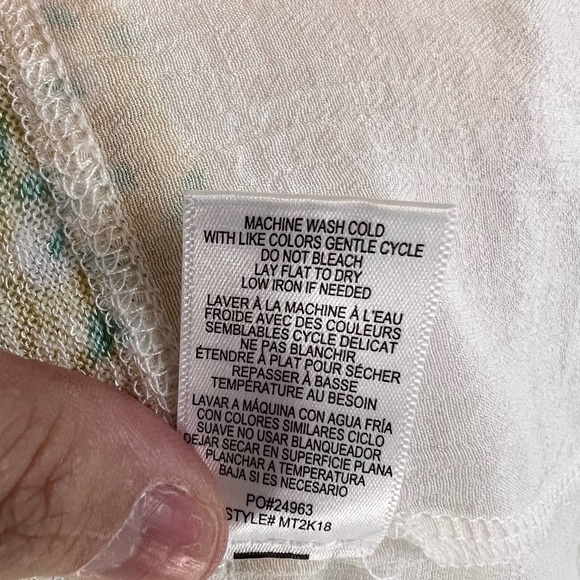 MACHINE WASH COLD
WITH LIKE COLORS GENTLE CYCLE
DO NOT BLEACH
LAY FLAT TO DRY
LOW IRON IF NEEDED
LAVER À LA MACHINE À L'EAU
FROIDE AVEC DES COULEURS
SEMBLABLES CYCLE DELICAT
NE PAS BLANCHIR
ÉTENDRE À PLAT POUR SÉCHER
REPASSER À BASSE
TEMPÉRATURE AU BESOIN
LAVAR A MÁQUINA CON AGUA FRÍA
CON COLORES SIMILARES CICLO
SUAVE NO USAR BLANQUEADOR
DEJAR SECAR EN SUPERFICIE PLANA
PLANCHAR A TEMPERATURA
BAJA SI ES NECESARIO
PO#24963
STYLE# MT2K18